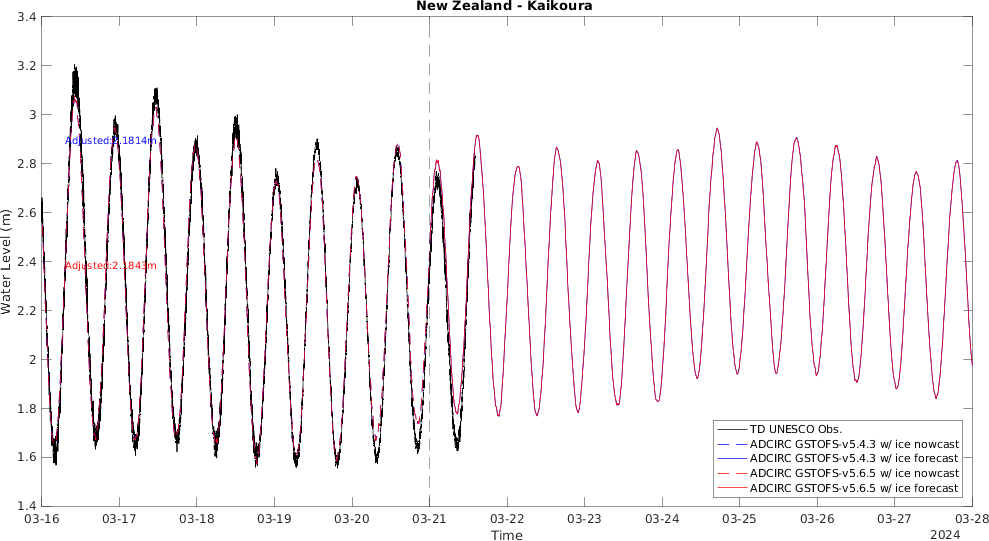 New Zealand - Kaikoura
3.4
3.2
3
2.8
2.6
2.4
2.2
2
1.8
1.6
1.4
Water Level (m)
Adjusted:2.1814m
Adjusted:2.1843m
TD UNESCO Obs.
ADCIRC GSTOFS-v5.4.3 w/ ice nowcast
ADCIRC GSTOFS-v5.4.3 w/ ice forecast
ADCIRC GSTOFS-v5.6.5 w/ ice nowcast
ADCIRC GSTOFS-v5.6.5 w/ ice forecast
03-16 03-17 03-18 03-19 03-20 03-21 03-22 03-23 03-24 03-25 03-26 03-27 03-28
Time
2024